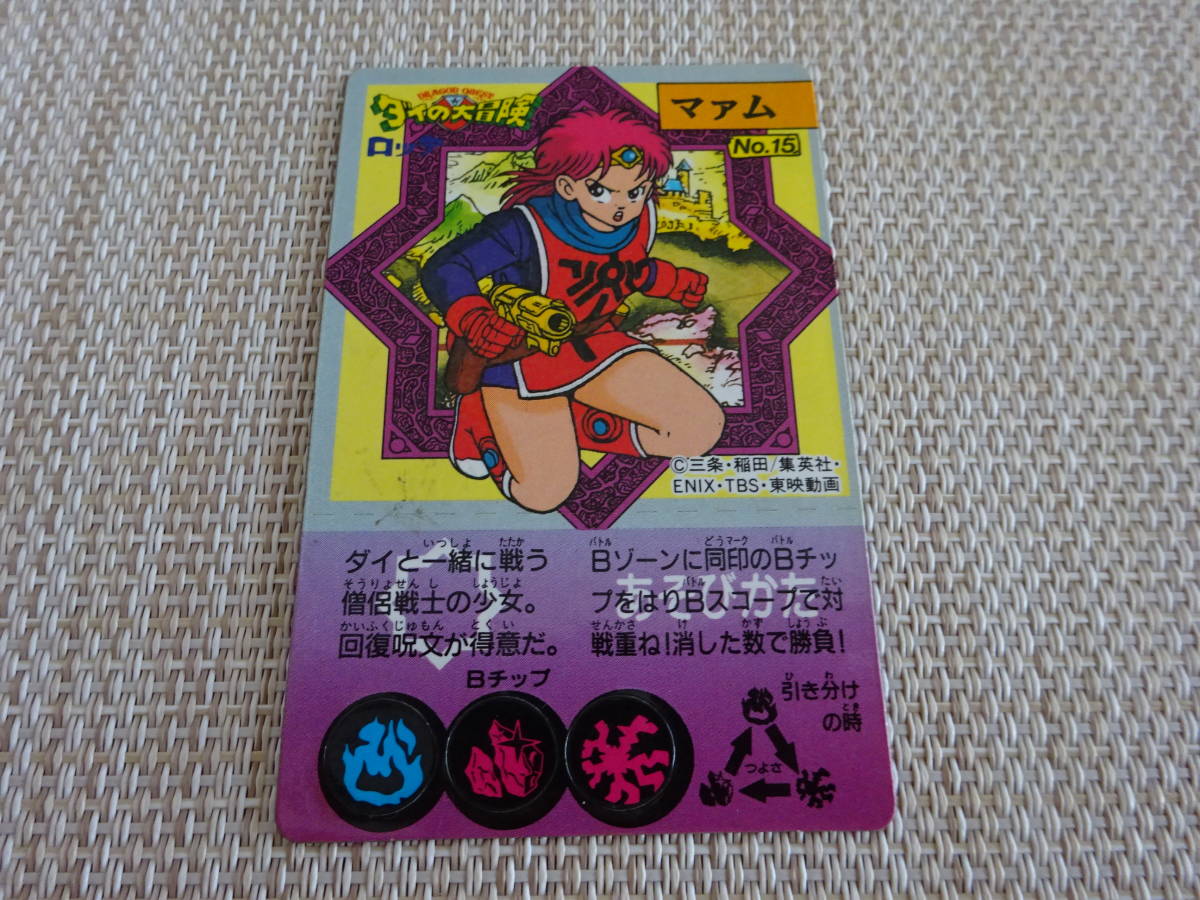 DRAGON QUEST
ダイの大冒険
ロッテ
マァム
No.15
©三条・稲田/集英社・
ENIX・TBS・東映動画
ダイと一緒に戦う
僧侶戦士の少女。
回復呪文が得意だ。
あそびかた
Bゾーンに同印のBチッ
プをはりBスコープで対
戦重ね!消した数で勝負!
Bチップ
引き分け
の時
つよさ